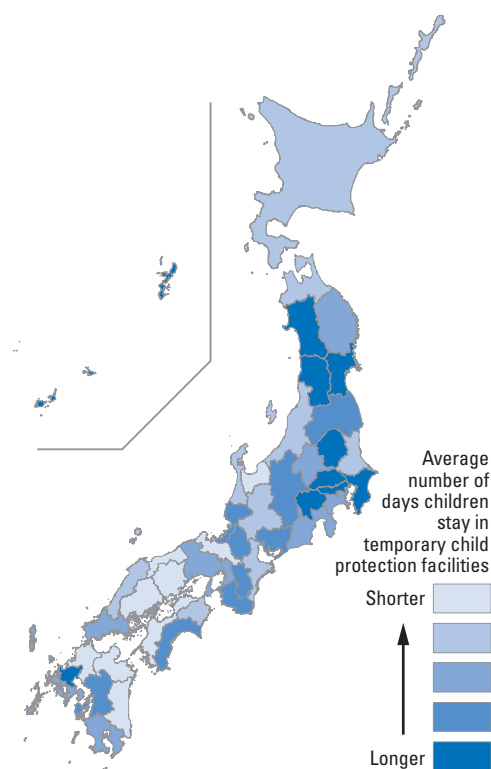 Average
number of
days children
stay in
temporary child
protection facilities
Shorter
Longer